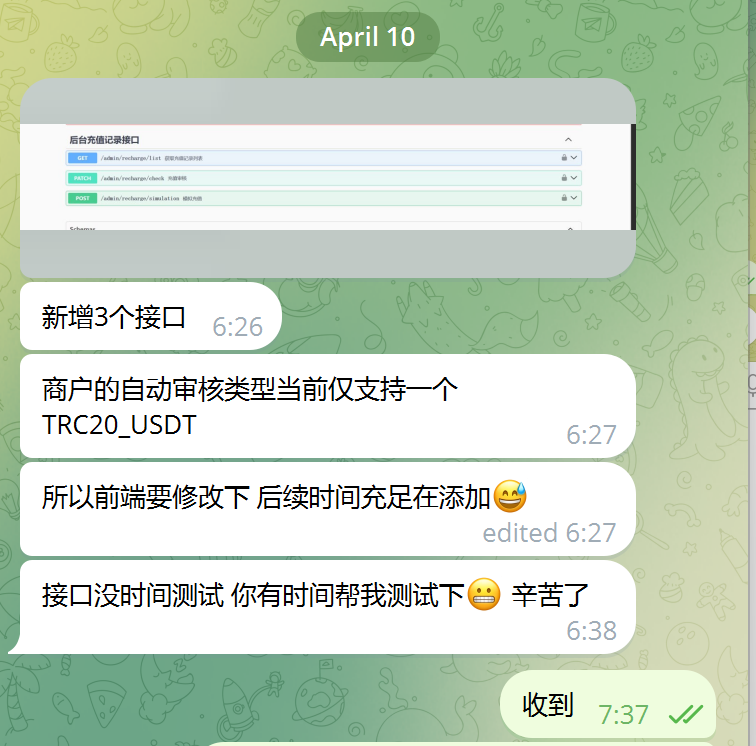 April 10
后台充值记录接口
GET /admin/recharge/list 获取充值记录列表
PATCH /admin/recharge/check 充值审核
POST /admin/recharge/simulation 模拟充值
Schemas
新增3个接口 6:26
商户的自动审核类型当前仅支持一个
TRC20_USDT
6:27
所以前端要修改下 后续时间充足在添加😅
edited 6:27
接口没时间测试 你有时间帮我测试下😬 辛苦了
6:38
收到 7:37